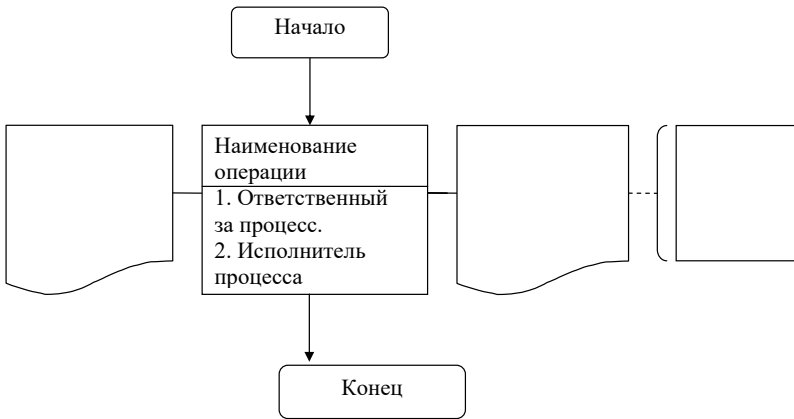 Начало
Наименование
операции
1. Ответственный
за процесс.
2. Исполнитель
процесса
Конец